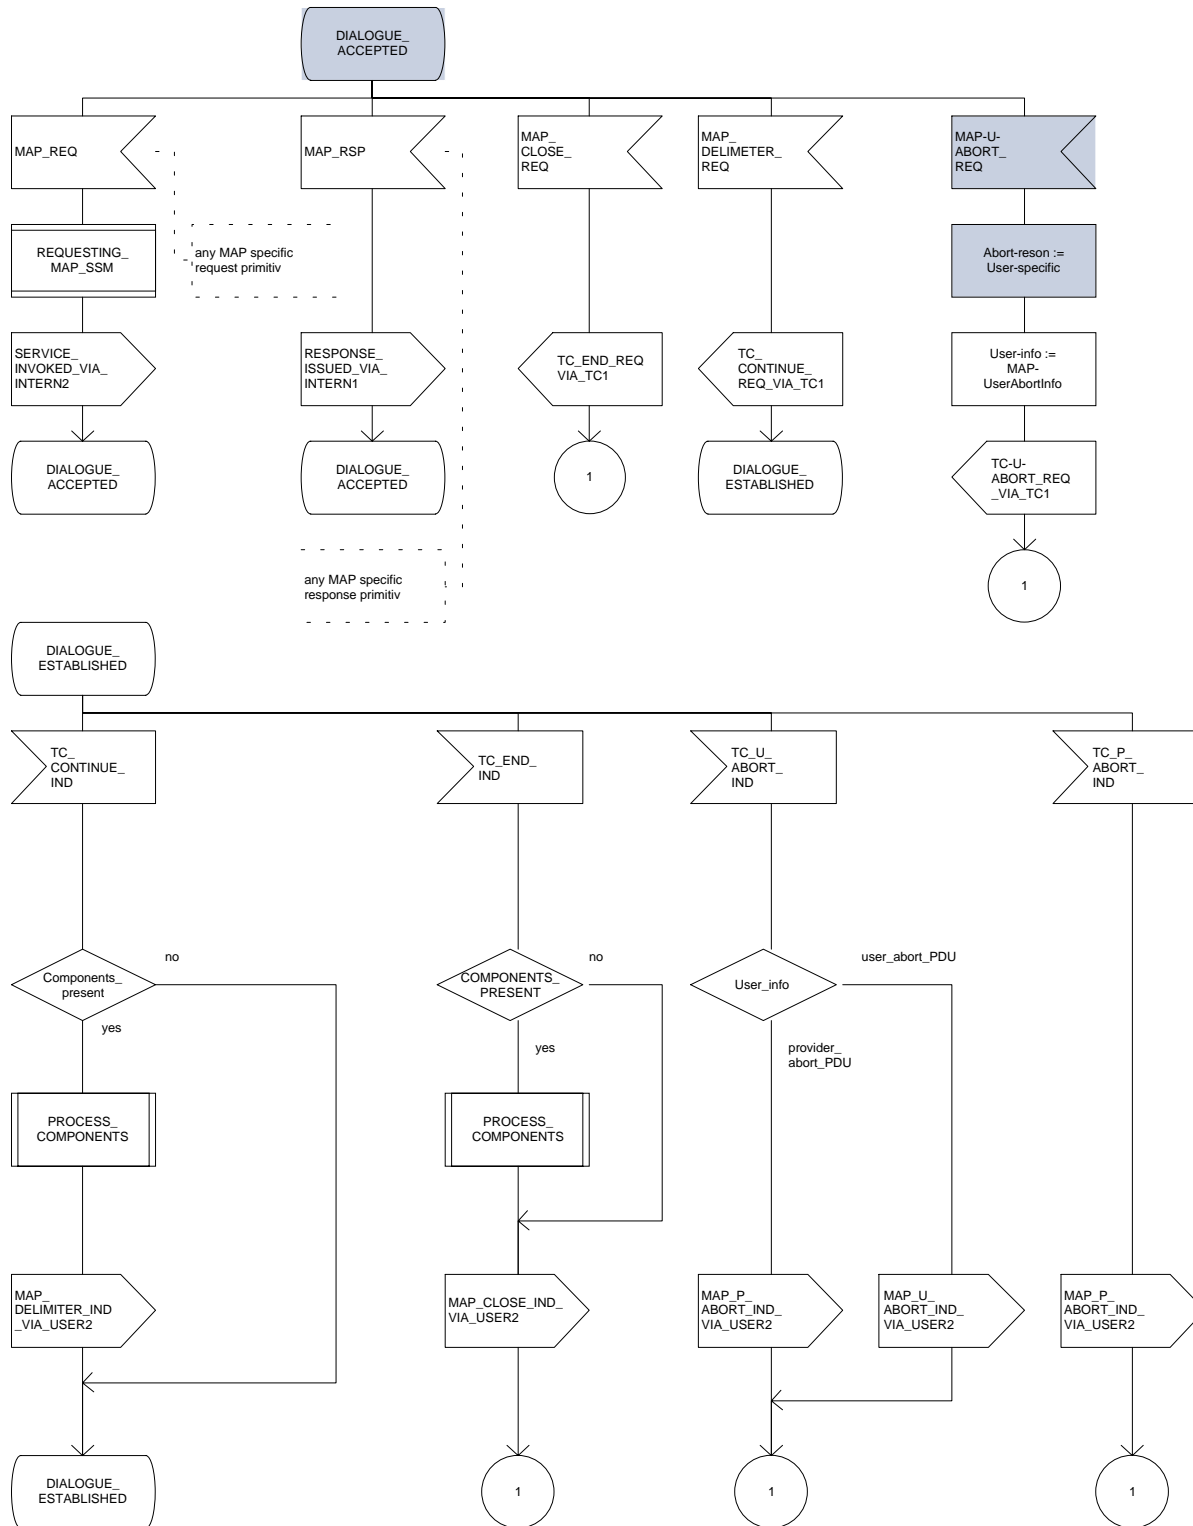 DIALOGUE_
ACCEPTED
MAP_REQ
MAP_RSP
MAP_
CLOSE_
REQ
MAP_
DELIMETER_
REQ
MAP-U-
ABORT_
REQ
REQUESTING_
MAP_SSM
any MAP specific
request primitiv
Abort-reson :=
User-specific
SERVICE_
INVOKED_VIA_
INTERN2
RESPONSE_
ISSUED_VIA_
INTERN1
TC_END_REQ
VIA_TC1
TC_
CONTINUE_
REQ_VIA_TC1
User-info :=
MAP-
UserAbortInfo
DIALOGUE_
ACCEPTED
DIALOGUE_
ACCEPTED
1
DIALOGUE_
ESTABLISHED
TC-U-
ABORT_REQ
_VIA_TC1
any MAP specific
response primitiv
1
DIALOGUE_
ESTABLISHED
TC_
CONTINUE_
IND
TC_END_
IND
TC_U_
ABORT_
IND
TC_P_
ABORT_
IND
Components_
present
no
yes
COMPONENTS_
PRESENT
no
yes
User_info
user_abort_PDU
provider_
abort_PDU
PROCESS_
COMPONENTS
PROCESS_
COMPONENTS
MAP_
DELIMITER_IND
_VIA_USER2
MAP_CLOSE_IND_
VIA_USER2
MAP_P_
ABORT_IND_
VIA_USER2
MAP_U_
ABORT_IND_
VIA_USER2
MAP_P_
ABORT_IND_
VIA_USER2
DIALOGUE_
ESTABLISHED
1
1
1